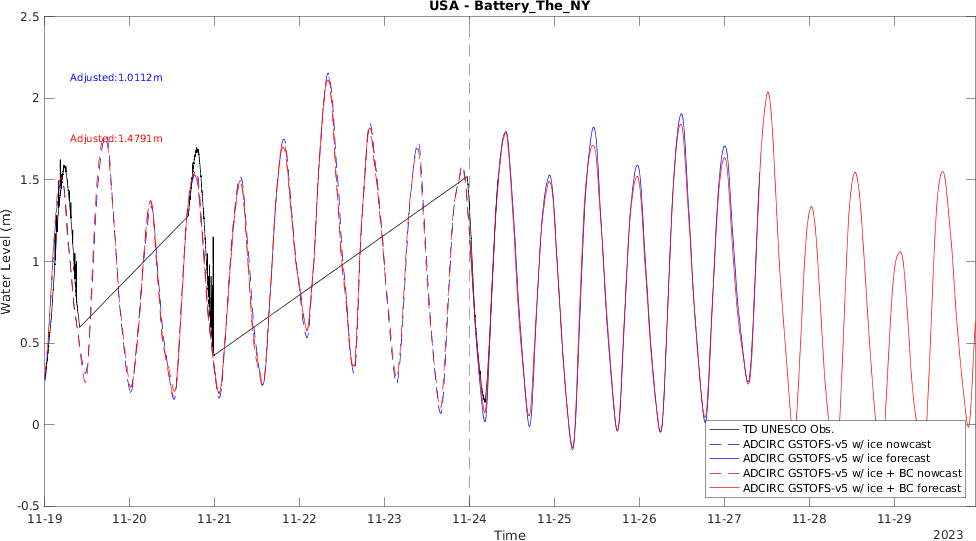 USA - Battery_The_NY
2.5
2
1.5
1
0.5
0
-0.5
Water Level (m)
Adjusted:1.0112m
Adjusted:1.4791m
TD UNESCO Obs.
ADCIRC GSTOFS-v5 w/ ice nowcast
ADCIRC GSTOFS-v5 w/ ice forecast
ADCIRC GSTOFS-v5 w/ ice + BC nowcast
ADCIRC GSTOFS-v5 w/ ice + BC forecast
11-19 11-20 11-21 11-22 11-23 11-24 11-25 11-26 11-27 11-28 11-29
Time
2023